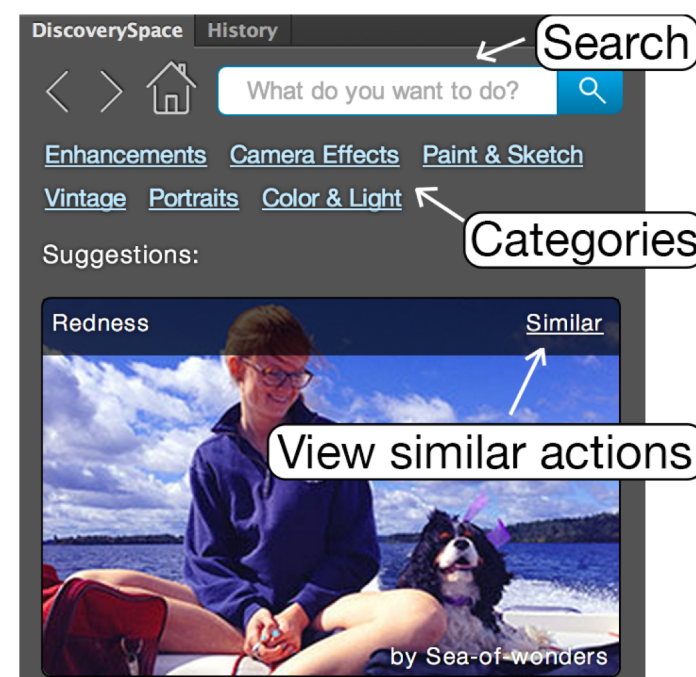 DiscoverySpace History
Search
What do you want to do?
Enhancements Camera Effects Paint & Sketch
Vintage Portraits Color & Light
Categories
Suggestions:
Redness Similar
View similar actions
by Sea-of-wonders